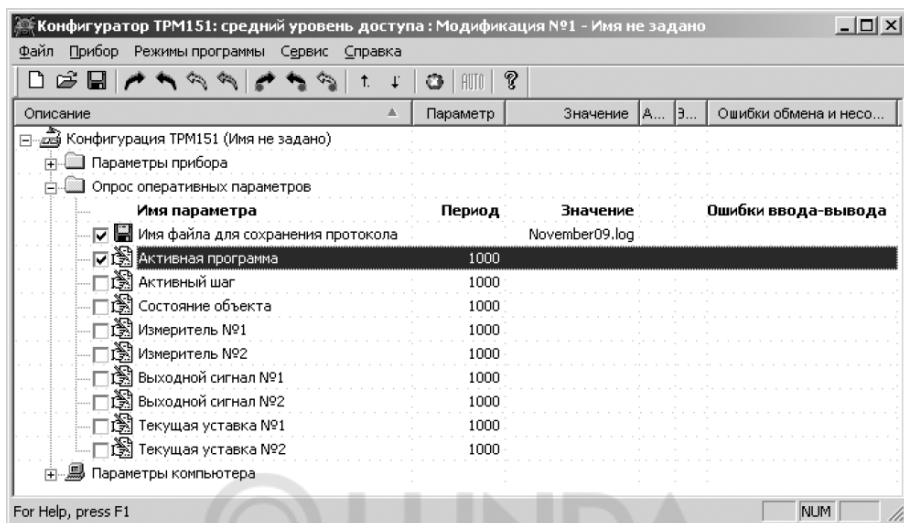 Конфигуратор ТРМ151: средний уровень доступа : Модификация №1 - Имя не задано
Файл Прибор Режимы программы Сервис Справка
AUTO
Описание Параметр Значение А... З... Ошибки обмена и несо...
Конфигурация ТРМ151 (Имя не задано)
Параметры прибора
Опрос оперативных параметров
Имя параметра Период Значение Ошибки ввода-вывода
Имя файла для сохранения протокола November09.log
Активная программа 1000
Активный шаг 1000
Состояние объекта 1000
Измеритель №1 1000
Измеритель №2 1000
Выходной сигнал №1 1000
Выходной сигнал №2 1000
Текущая уставка №1 1000
Текущая уставка №2 1000
Параметры компьютера
For Help, press F1 NUM